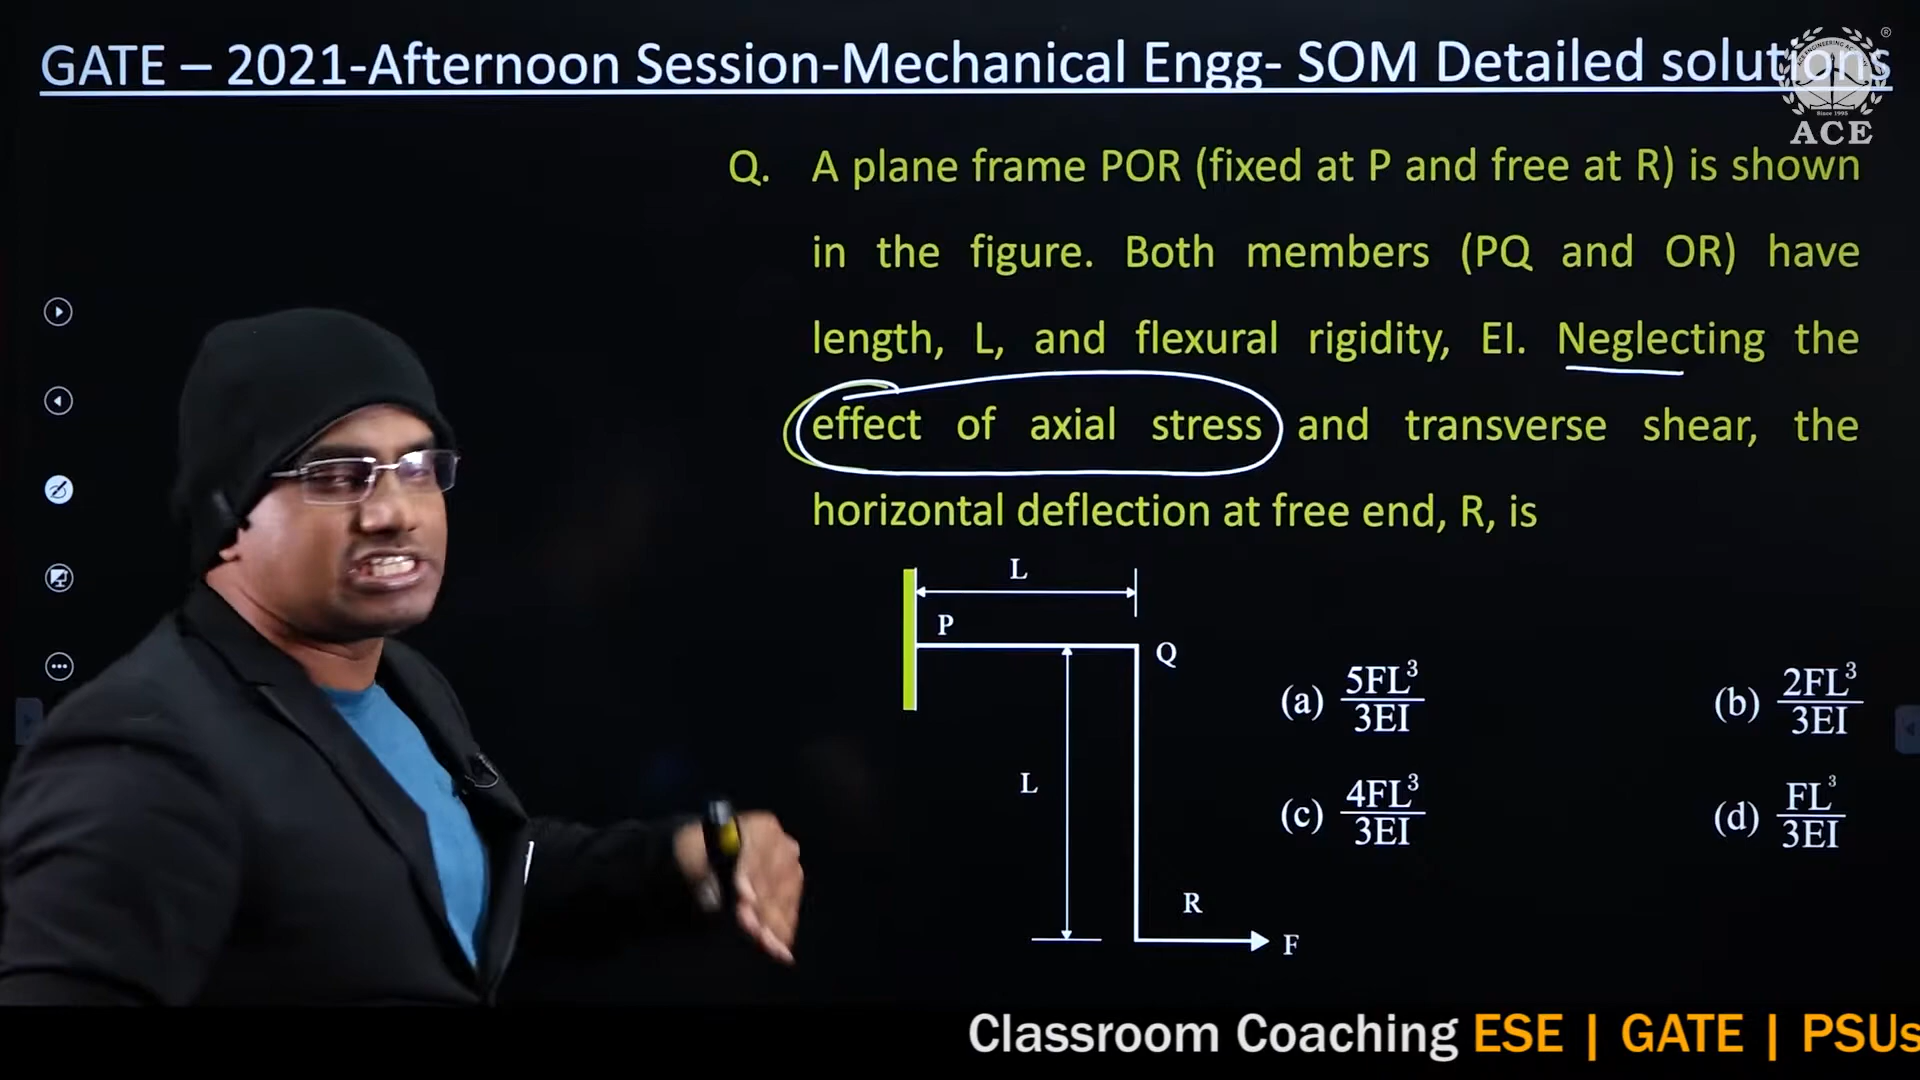 GATE – 2021-Afternoon Session-Mechanical Engg- SOM Detailed solutions
ACE
Since 1995
Q. A plane frame POR (fixed at P and free at R) is shown
in the figure. Both members (PQ and OR) have
length, L, and flexural rigidity, EI. Neglecting the
effect of axial stress and transverse shear, the
horizontal deflection at free end, R, is
L
P
Q
L
R
F
(a) 5FL³/3EI (b) 2FL³/3EI
(c) 4FL³/3EI (d) FL³/3EI
Classroom Coaching ESE | GATE | PSUs